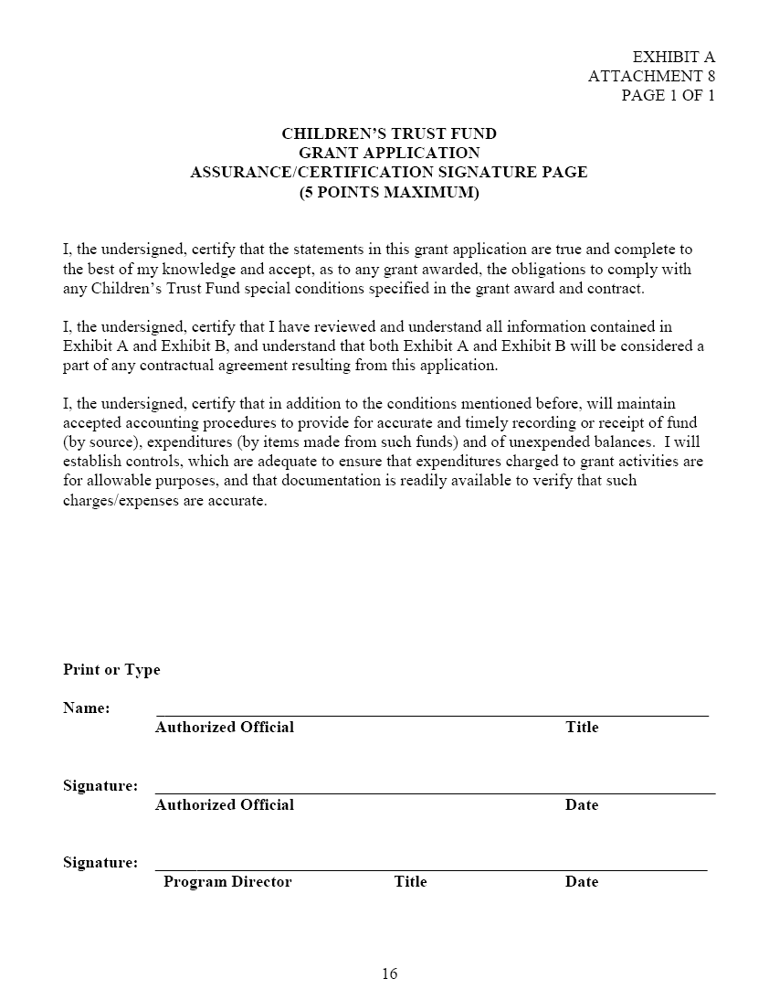 EXHIBIT A
ATTACHMENT 8
PAGE 1 OF 1
CHILDREN’S TRUST FUND
GRANT APPLICATION
ASSURANCE/CERTIFICATION SIGNATURE PAGE
(5 POINTS MAXIMUM)
I, the undersigned, certify that the statements in this grant application are true and complete to
the best of my knowledge and accept, as to any grant awarded, the obligations to comply with
any Children’s Trust Fund special conditions specified in the grant award and contract.
I, the undersigned, certify that I have reviewed and understand all information contained in
Exhibit A and Exhibit B, and understand that both Exhibit A and Exhibit B will be considered a
part of any contractual agreement resulting from this application.
I, the undersigned, certify that in addition to the conditions mentioned before, will maintain
accepted accounting procedures to provide for accurate and timely recording or receipt of fund
(by source), expenditures (by items made from such funds) and of unexpended balances.  I will
establish controls, which are adequate to ensure that expenditures charged to grant activities are
for allowable purposes, and that documentation is readily available to verify that such
charges/expenses are accurate.
Print or Type
Name:
Authorized Official Title
Signature:
Authorized Official Date
Signature:
Program Director Title Date
16